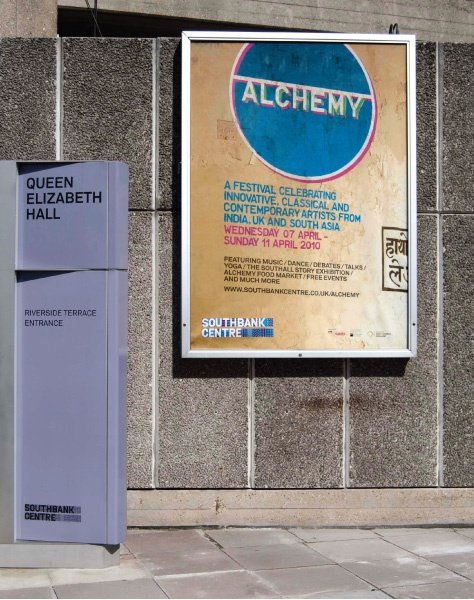 QUEEN
ELIZABETH
HALL
RIVERSIDE TERRACE
ENTRANCE
SOUTHBANK
CENTRE
ALCHEMY
A FESTIVAL CELEBRATING
INNOVATIVE, CLASSICAL AND
CONTEMPORARY ARTISTS FROM
INDIA, UK AND SOUTH ASIA
WEDNESDAY 07 APRIL –
SUNDAY 11 APRIL 2010
FEATURING MUSIC / DANCE / DEBATES / TALKS /
YOGA / THE SOUTHALL STORY EXHIBITION /
ALCHEMY FOOD MARKET / FREE EVENTS
AND MUCH MORE
WWW.SOUTHBANKCENTRE.CO.UK/ALCHEMY
SOUTHBANK
CENTRE